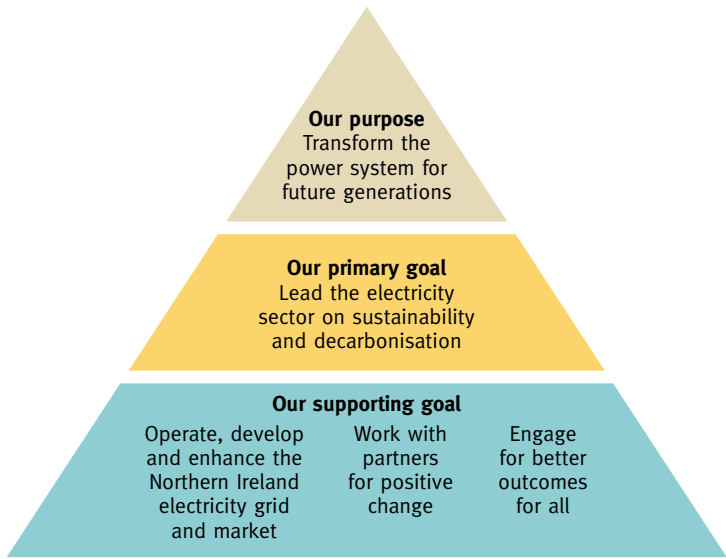 Our purpose
Transform the
power system for
future generations
Our primary goal
Lead the electricity
sector on sustainability
and decarbonisation
Our supporting goal
Operate, develop
and enhance the
Northern Ireland
electricity grid
and market
Work with
partners
for positive
change
Engage
for better
outcomes
for all